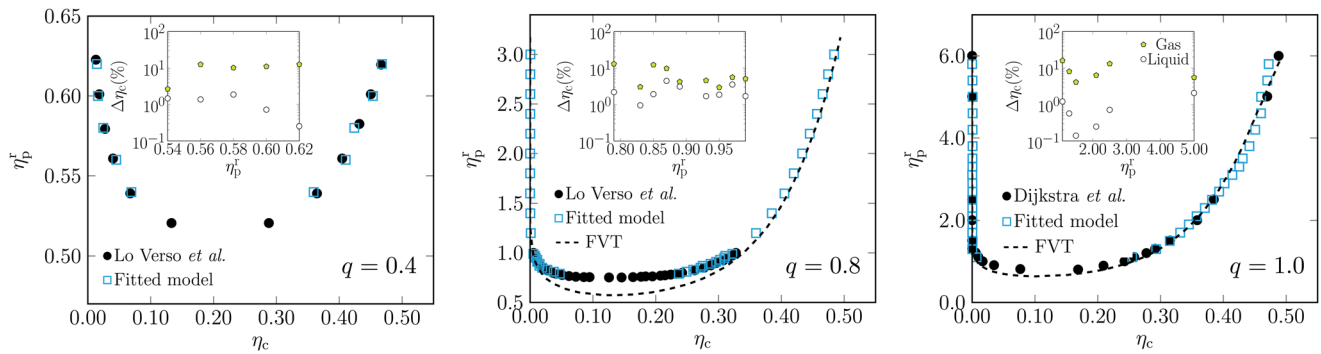 0.65
0.60
0.55
0.50
η_p^r
0.00 0.10 0.20 0.30 0.40 0.50
η_c
Lo Verso et al.
Fitted model
q = 0.4
10^2
10^1
10^0
10^−1
Δη_c(%)
0.54 0.56 0.58 0.60 0.62
η_p^r
3.0
2.5
2.0
1.5
1.0
0.5
η_p^r
0.00 0.10 0.20 0.30 0.40 0.50
η_c
Lo Verso et al.
Fitted model
FVT
q = 0.8
10^2
10^1
10^0
10^−1
Δη_c(%)
0.80 0.85 0.90 0.95
η_p^r
6.0
4.0
2.0
0.0
η_p^r
0.00 0.10 0.20 0.30 0.40 0.50
η_c
Dijkstra et al.
Fitted model
FVT
q = 1.0
10^2
10^1
10^0
10^−1
Δη_c(%)
Gas
Liquid
2.00 3.00 4.00 5.00
η_p^r